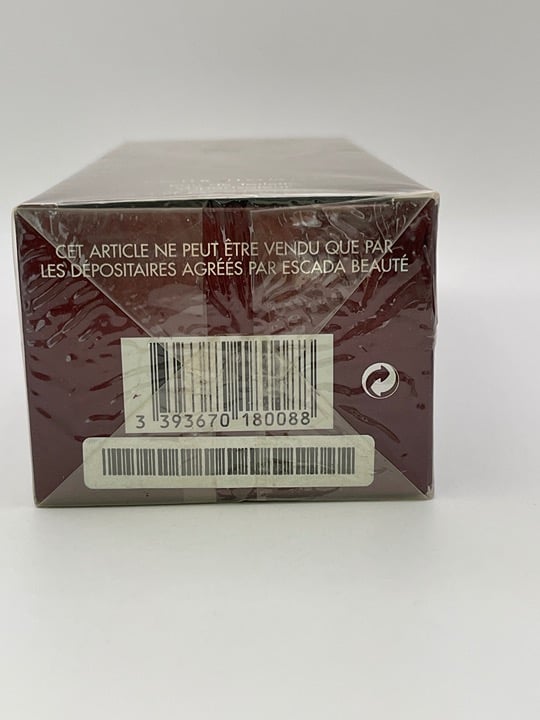 CET ARTICLE NE PEUT ÊTRE VENDU QUE PAR
LES DÉPOSITAIRES AGRÉÉS PAR ESCADA BEAUTÉ
3 393670 180088